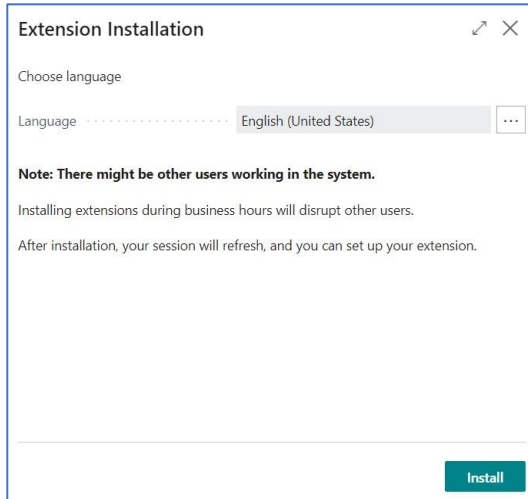 Extension Installation
Choose language
Language English (United States) ...
Note: There might be other users working in the system.
Installing extensions during business hours will disrupt other users.
After installation, your session will refresh, and you can set up your extension.
Install